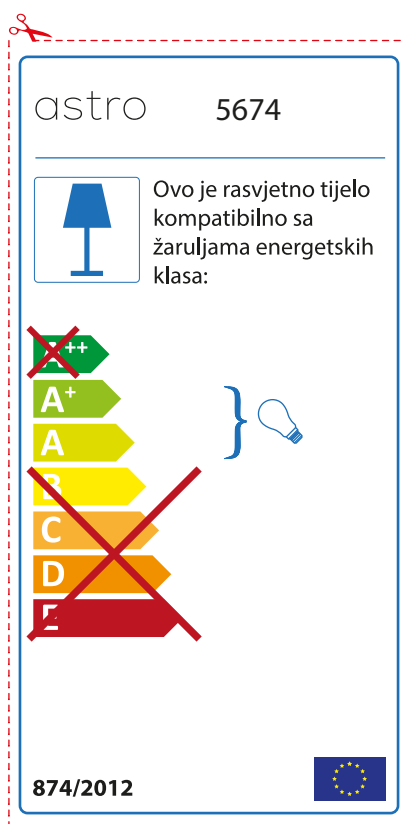 astro 5674
Ovo je rasvjetno tijelo
kompatibilno sa
žaruljama energetskih
klasa:
A++
A+
A
B
C
D
E
874/2012